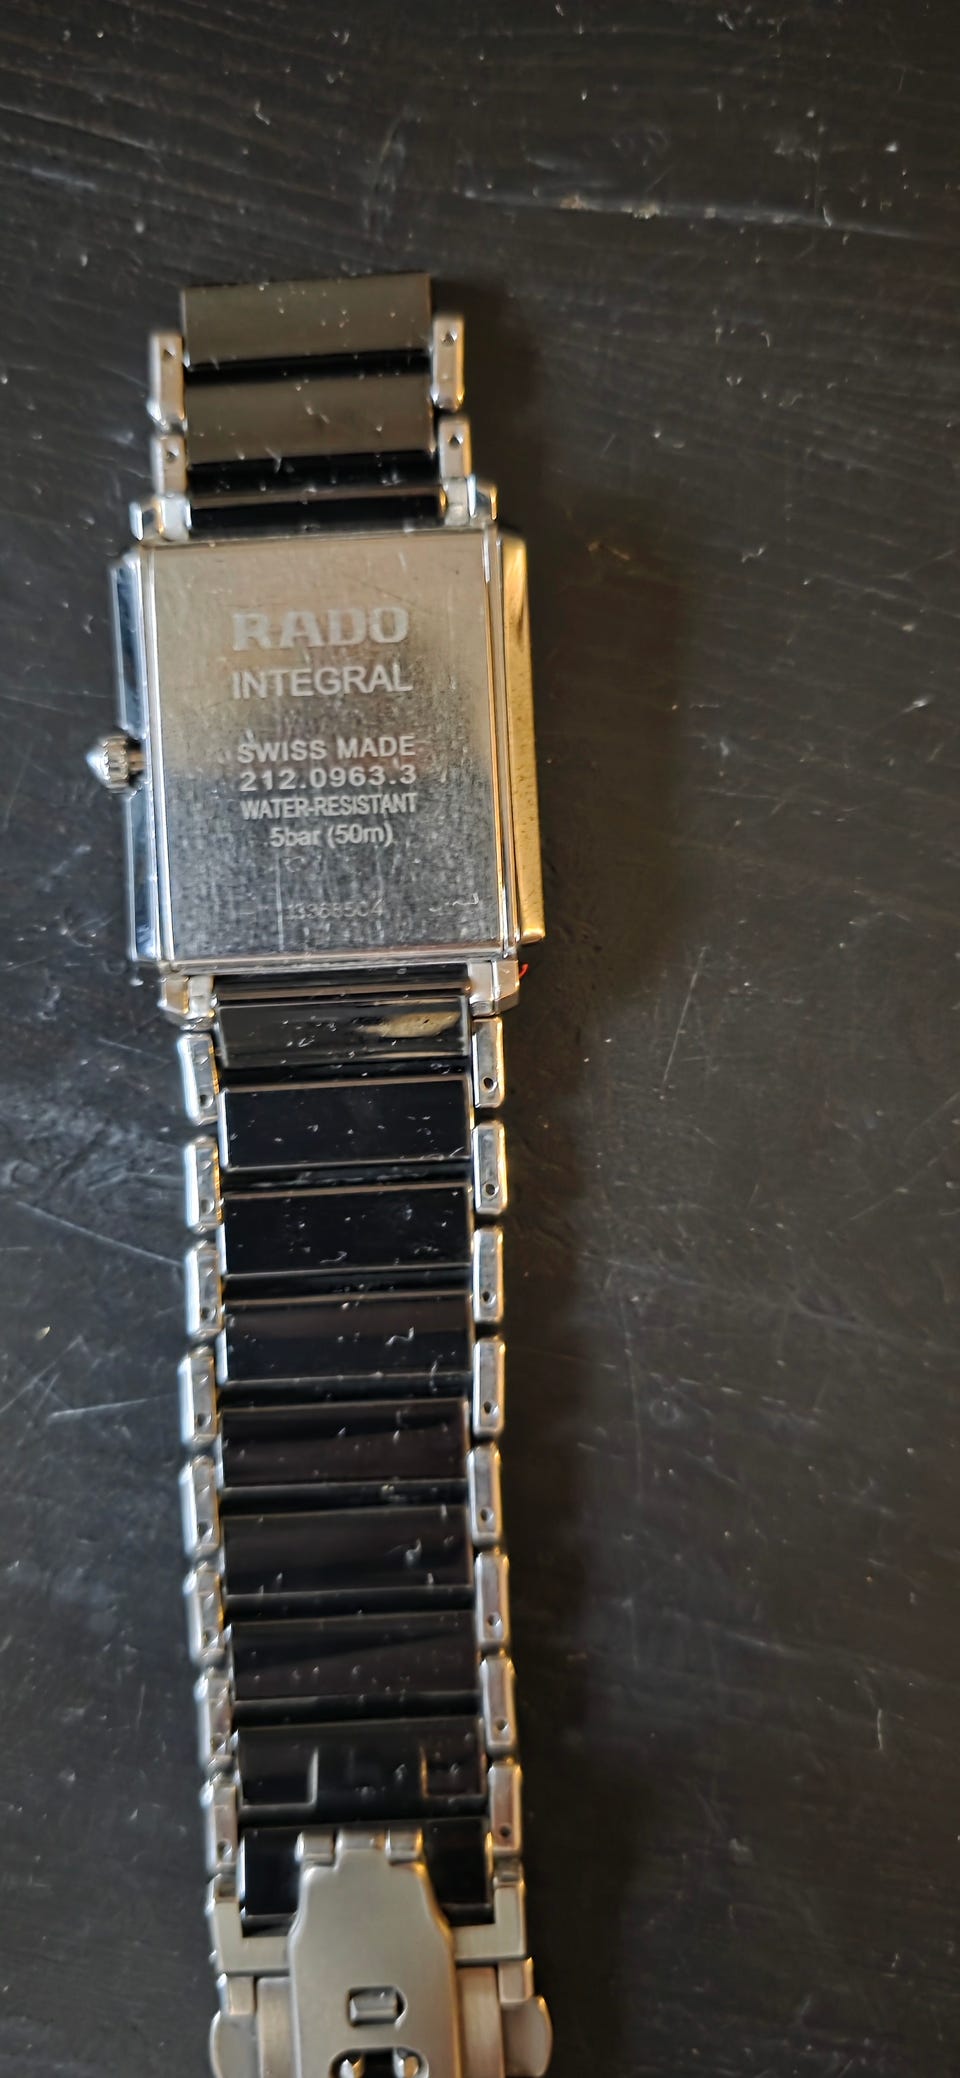 RADO
INTEGRAL
SWISS MADE
212.0963.3
WATER-RESISTANT
5bar (50m)